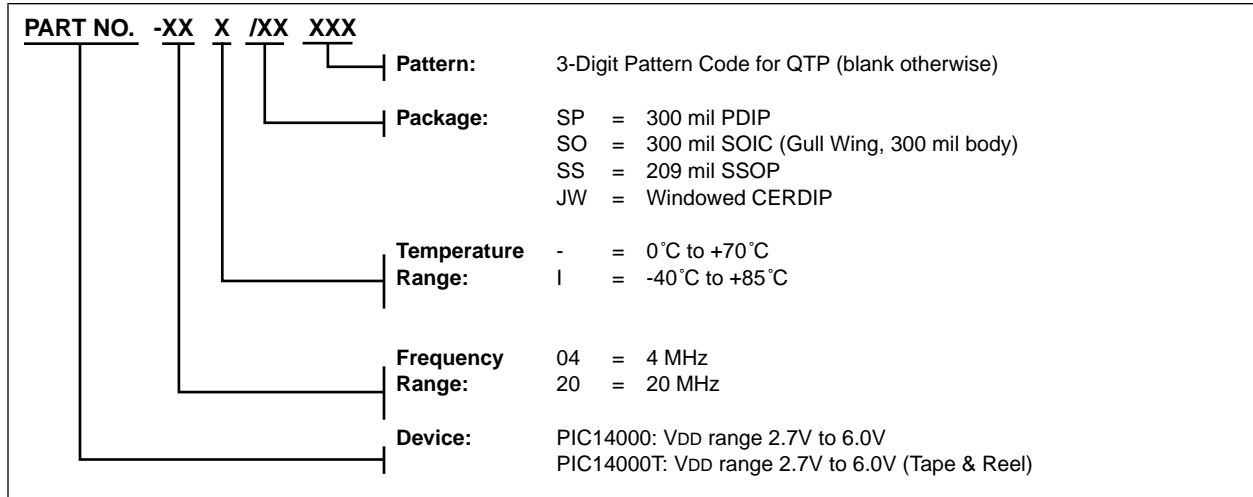 PART NO. -XX X /XX XXX
Pattern: 3-Digit Pattern Code for QTP (blank otherwise)
Package: SP = 300 mil PDIP
SO = 300 mil SOIC (Gull Wing, 300 mil body)
SS = 209 mil SSOP
JW = Windowed CERDIP
Temperature - = 0˚C to +70˚C
Range: I = -40˚C to +85˚C
Frequency 04 = 4 MHz
Range: 20 = 20 MHz
Device: PIC14000: VDD range 2.7V to 6.0V
PIC14000T: VDD range 2.7V to 6.0V (Tape & Reel)